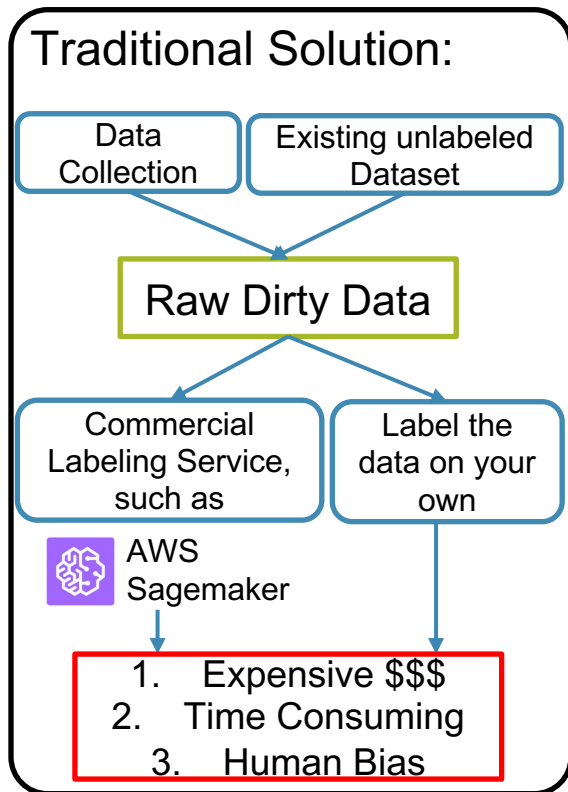 Traditional Solution:
Data
Collection
Existing unlabeled
Dataset
Raw Dirty Data
Commercial
Labeling Service,
such as
Label the
data on your
own
AWS
Sagemaker
1. Expensive $$$
2. Time Consuming
3. Human Bias